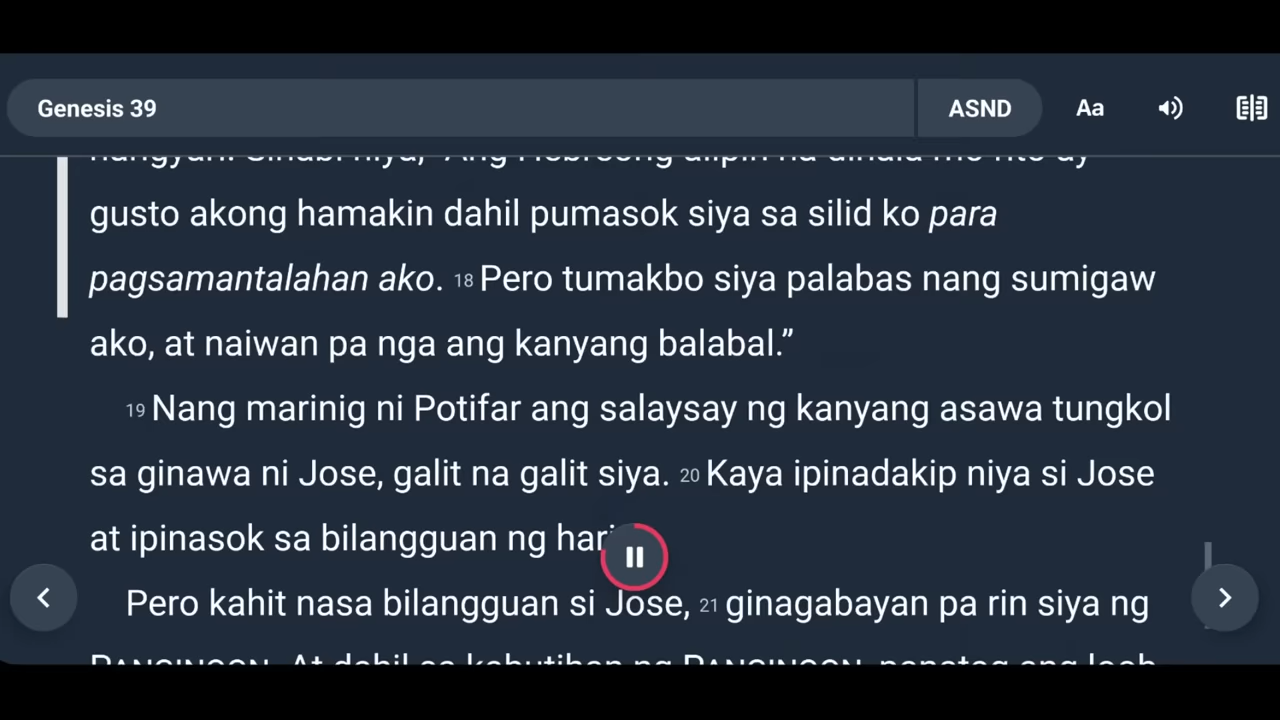 Genesis 39 ASND Aa
gusto akong hamakin dahil pumasok siya sa silid ko para
pagsamantalahan ako. 18 Pero tumakbo siya palabas nang sumigaw
ako, at naiwan pa nga ang kanyang balabal.”
19 Nang marinig ni Potifar ang salaysay ng kanyang asawa tungkol
sa ginawa ni Jose, galit na galit siya. 20 Kaya ipinadakip niya si Jose
at ipinasok sa bilangguan ng
Pero kahit nasa bilangguan si Jose, 21 ginagabayan pa rin siya ng